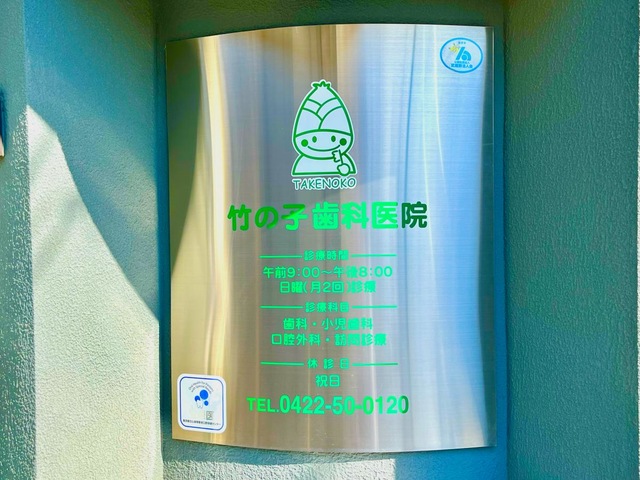 TAKENOKO
竹の子歯科医院
診療時間
午前9:00～午後8:00
日曜(月2回)診療
診療科目
歯科・小児歯科
口腔外科・訪問診療
休診日
祝日
TEL.0422-50-0120